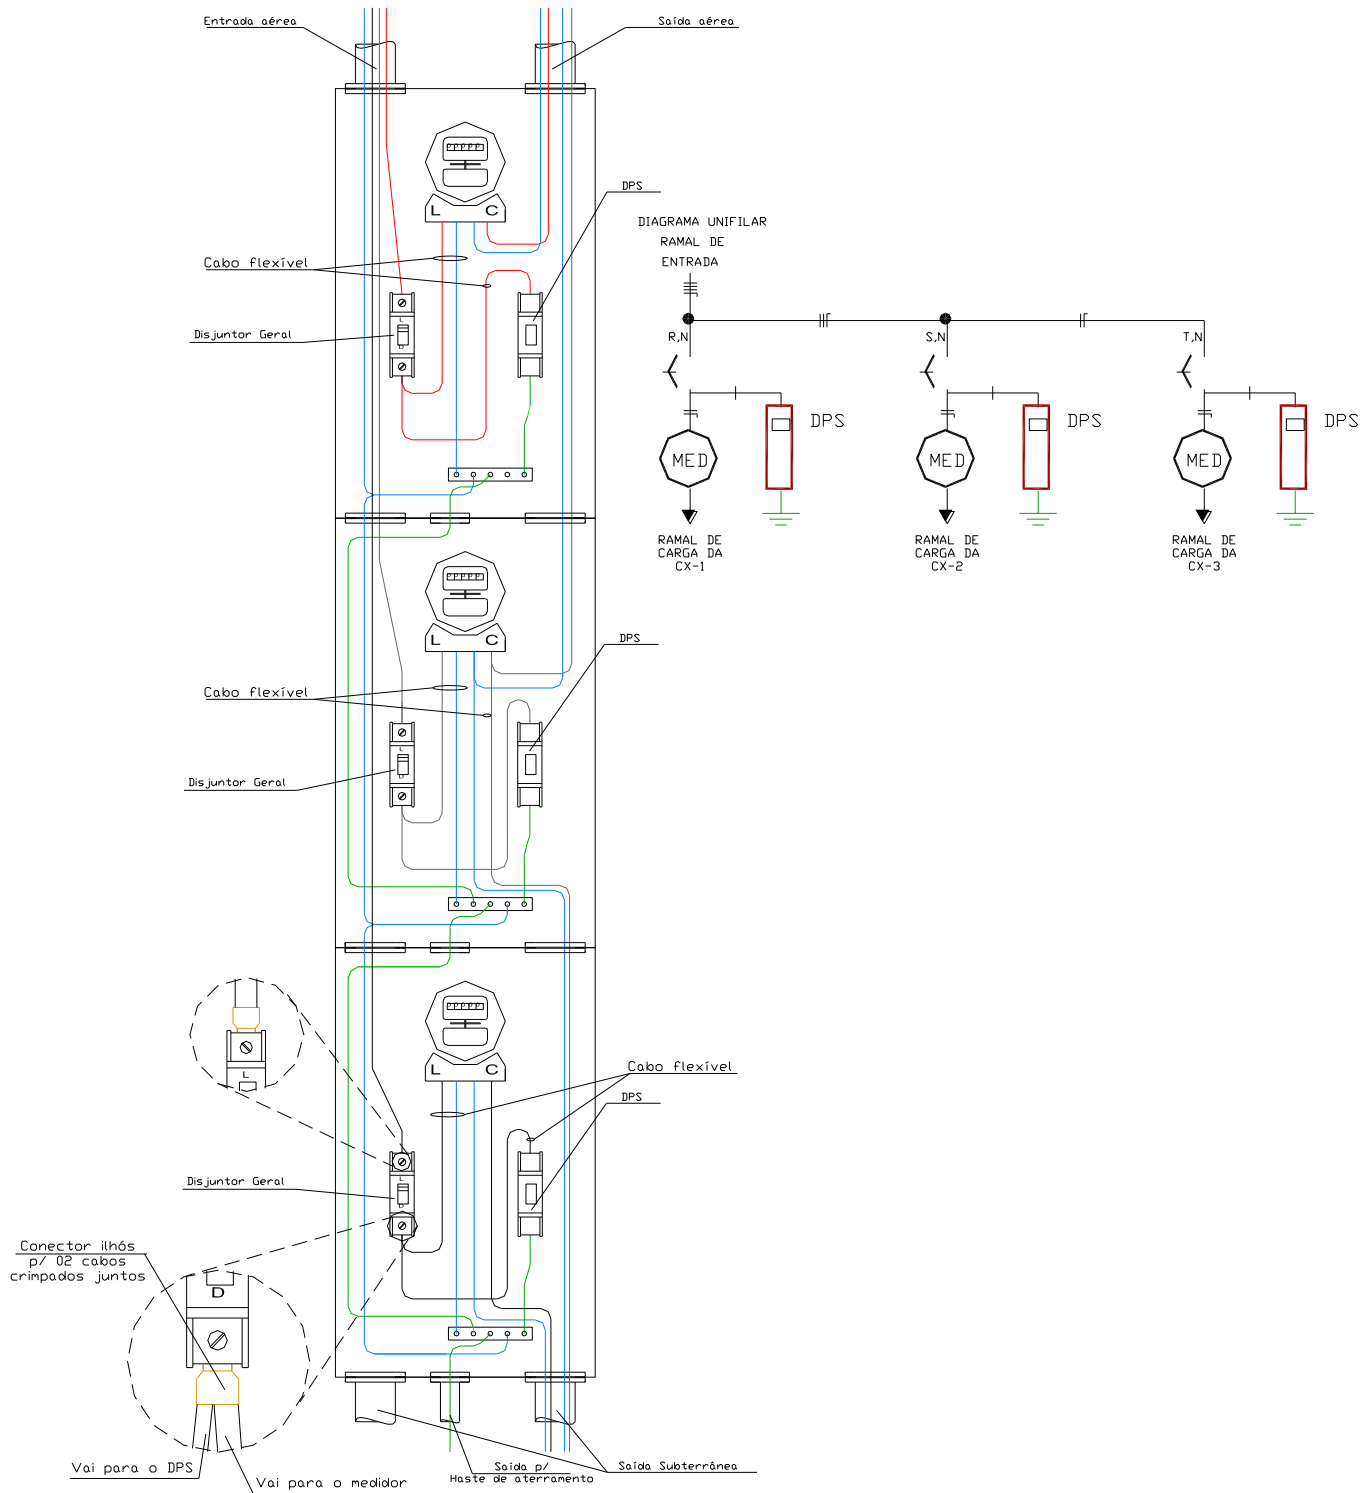 Entrada aérea
Saída aérea
L C
DPS
DIAGRAMA UNIFILAR
RAMAL DE
ENTRADA
Cabo flexível
L
D
Disjuntor Geral
R,N
S,N
T,N
DPS
DPS
DPS
MED
MED
MED
RAMAL DE
CARGA DA
CX-1
RAMAL DE
CARGA DA
CX-2
RAMAL DE
CARGA DA
CX-3
L C
DPS
Cabo flexível
L
D
Disjuntor Geral
L C
Cabo flexível
DPS
L
L
D
Disjuntor Geral
Conector ilhós
p/ 02 cabos
crimpados juntos
D
Vai para o DPS
Vai para o medidor
Saída p/
Haste de aterramento
Saída Subterrânea